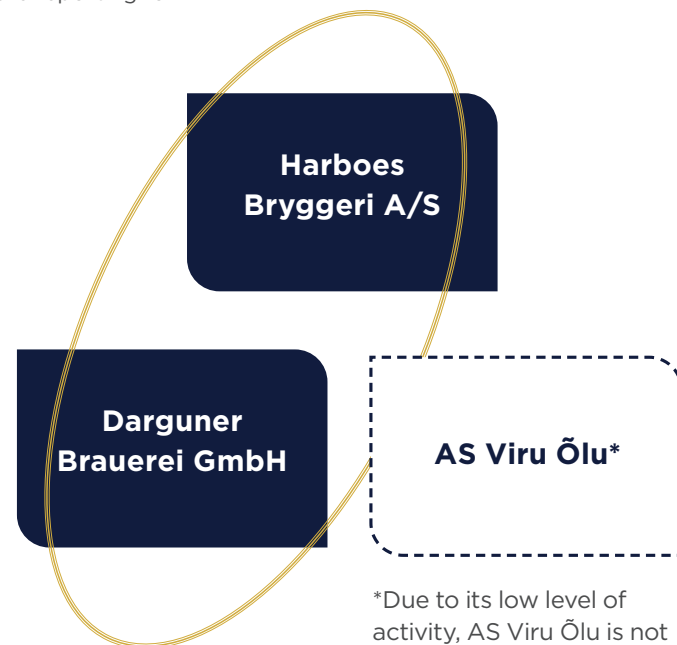 Harboes
Bryggeri A/S
Darguner
Brauerei GmbH
AS Viru Õlu*
*Due to its low level of
activity, AS Viru Õlu is not